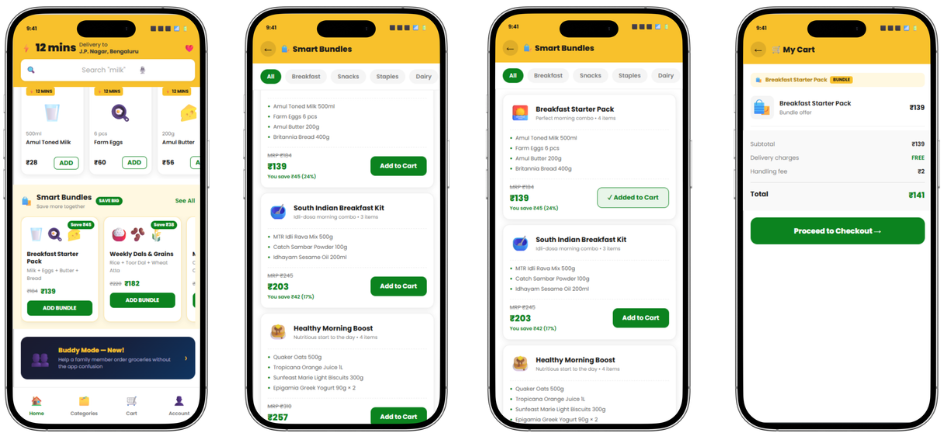 9:41
12 mins
Delivery to
J.P. Nagar, Bengaluru
Search "milk"
12 MINS
12 MINS
12 MINS
500ml
Amul Taned Milk
₹28
ADD
6 pcs
Farm Eggs
₹60
ADD
200g
Amul Butter
₹56
A
Smart Bundles
SAVE BIG
Save more together
See All
Save ₹45
Breakfast Starter
Pack
Milk + Eggs + Butter +
Bread
₹184 ₹139
ADD BUNDLE
Save ₹38
Weekly Dals & Grains
Rice + Toor Dal + Wheat
Atta
₹220 ₹182
ADD BUNDLE
Buddy Mode — New!
Help a family member order groceries without
the app confusion
Home
Categories
Cart
Account
9:41
Smart Bundles
All
Breakfast
Snacks
Staples
Dairy
• Amul Taned Milk 500ml
• Farm Eggs 6 pcs
• Amul Butter 200g
• Britannia Bread 400g
MRP ₹184
₹139
You save ₹45 (24%)
Add to Cart
South Indian Breakfast Kit
Idli-dosa morning combo • 3 items
• MTR Idli Rava Mix 500g
• Catch Sambar Powder 100g
• Idhayam Sesame Oil 200ml
MRP ₹245
₹203
You save ₹42 (17%)
Add to Cart
Healthy Morning Boost
Nutritious start to the day • 4 items
• Quaker Oats 500g
• Tropicana Orange Juice 1L
• Sunfeast Marie Light Biscuits 300g
• Epigamia Greek Yogurt 90g × 2
MRP ₹310
₹257
Add to Cart
9:41
Smart Bundles
All
Breakfast
Snacks
Staples
Dairy
Breakfast Starter Pack
Perfect morning combo • 4 items
• Amul Taned Milk 500ml
• Farm Eggs 6 pcs
• Amul Butter 200g
• Britannia Bread 400g
MRP ₹184
₹139
You save ₹45 (24%)
✓ Added to Cart
South Indian Breakfast Kit
Idli-dosa morning combo • 3 items
• MTR Idli Rava Mix 500g
• Catch Sambar Powder 100g
• Idhayam Sesame Oil 200ml
MRP ₹245
₹203
You save ₹42 (17%)
Add to Cart
Healthy Morning Boost
Nutritious start to the day • 4 items
• Quaker Oats 500g
• Tropicana Orange Juice 1L
• Sunfeast Marie Light Biscuits 300g
• Epigamia Greek Yogurt 90g × 2
9:41
My Cart
Breakfast Starter Pack
BUNDLE
Breakfast Starter Pack
Bundle offer
₹139
Subtotal
₹139
Delivery charges
FREE
Handling fee
₹2
Total
₹141
Proceed to Checkout →